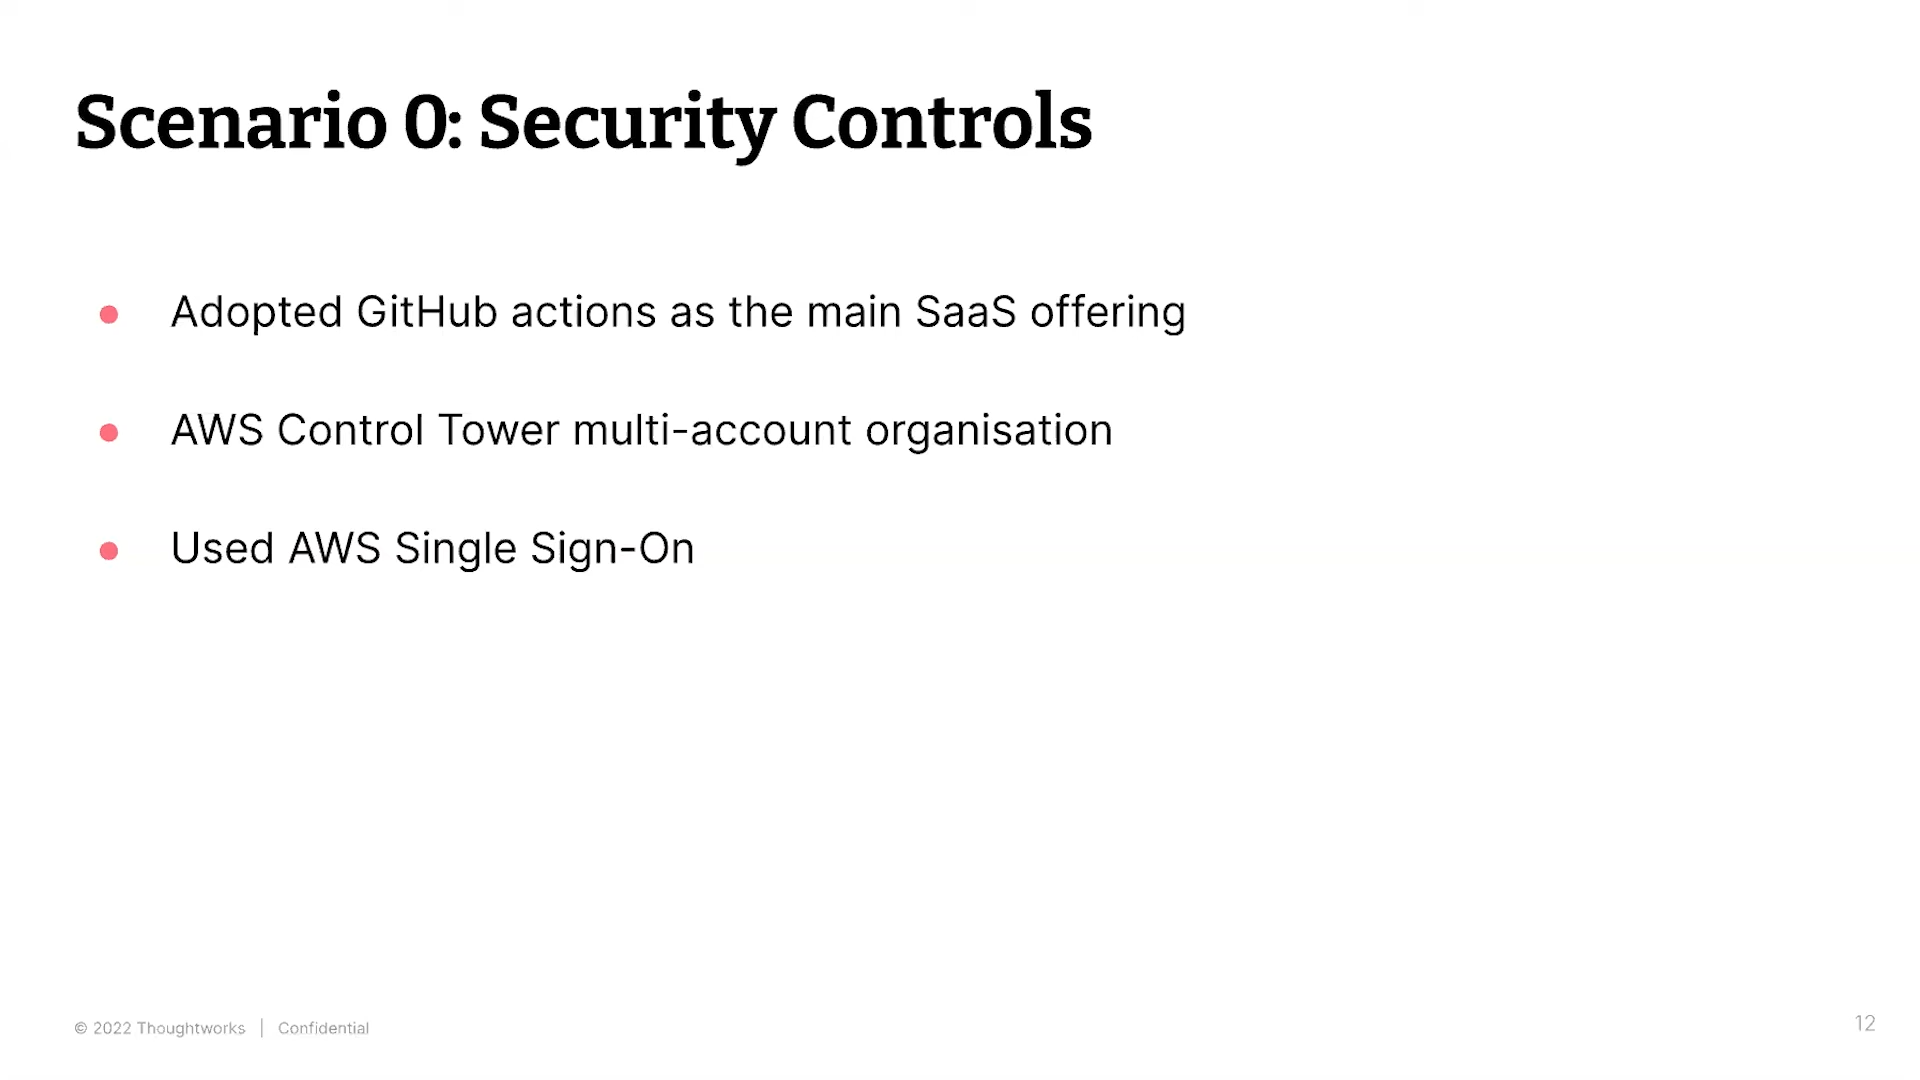 Scenario 0: Security Controls
● Adopted GitHub actions as the main SaaS offering
● AWS Control Tower multi-account organisation
● Used AWS Single Sign-On
© 2022 Thoughtworks | Confidential
12